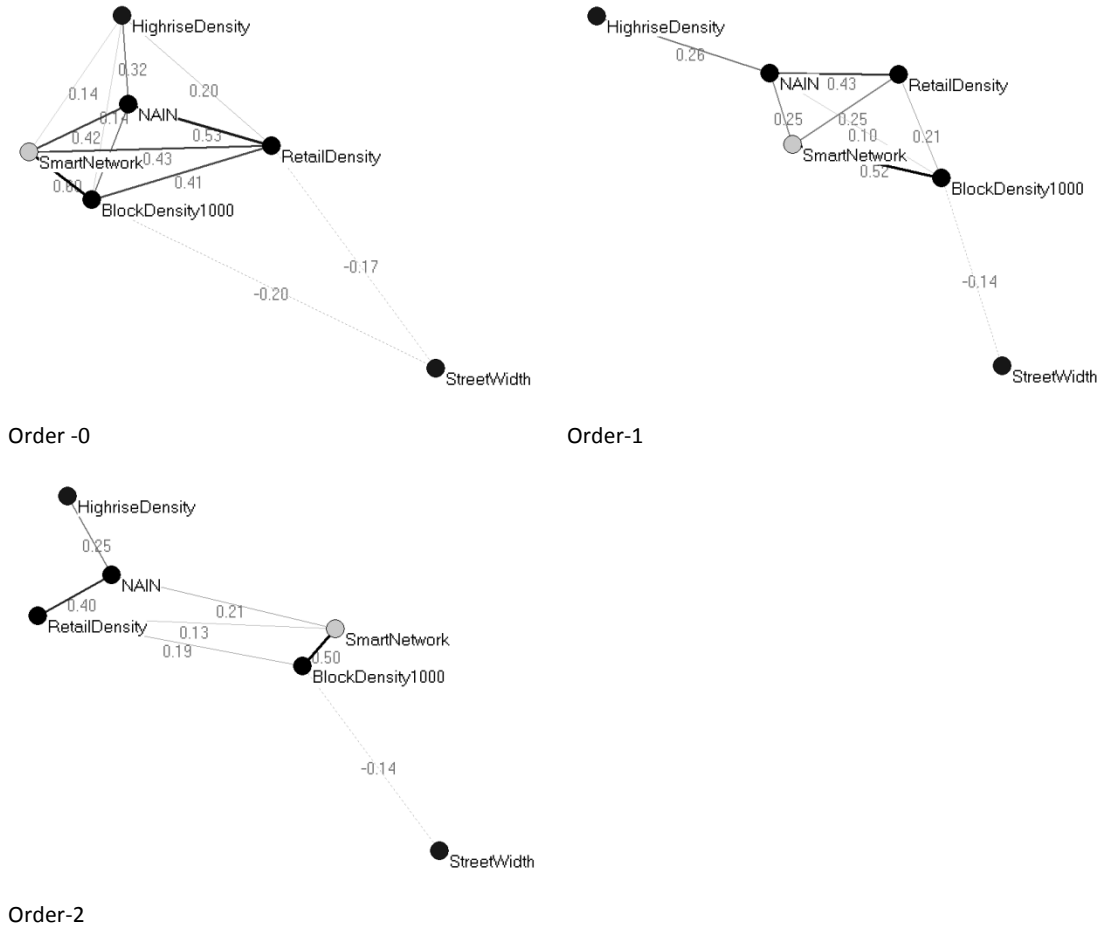 HighriseDensity
0.32
0.14
0.20
0.14
NAIN
0.42
0.53
SmartNetwork
0.43
RetailDensity
0.60
0.41
BlockDensity1000
-0.17
-0.20
StreetWidth
Order -0
HighriseDensity
0.26
NAIN
0.43
RetailDensity
0.25
0.25
0.10
0.21
SmartNetwork
0.52
BlockDensity1000
-0.14
StreetWidth
Order-1
HighriseDensity
0.25
NAIN
0.40
0.21
RetailDensity
0.13
SmartNetwork
0.19
0.50
BlockDensity1000
-0.14
StreetWidth
Order-2